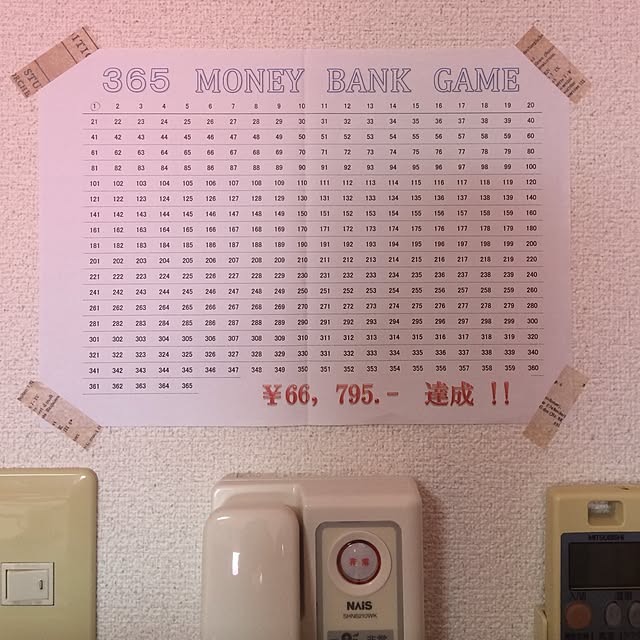 365 MONEY BANK GAME
1 2 3 4 5 6 7 8 9 10 11 12 13 14 15 16 17 18 19 20
21 22 23 24 25 26 27 28 29 30 31 32 33 34 35 36 37 38 39 40
41 42 43 44 45 46 47 48 49 50 51 52 53 54 55 56 57 58 59 60
61 62 63 64 65 66 67 68 69 70 71 72 73 74 75 76 77 78 79 80
81 82 83 84 85 86 87 88 89 90 91 92 93 94 95 96 97 98 99 100
101 102 103 104 105 106 107 108 109 110 111 112 113 114 115 116 117 118 119 120
121 122 123 124 125 126 127 128 129 130 131 132 133 134 135 136 137 138 139 140
141 142 143 144 145 146 147 148 149 150 151 152 153 154 155 156 157 158 159 160
161 162 163 164 165 166 167 168 169 170 171 172 173 174 175 176 177 178 179 180
181 182 183 184 185 186 187 188 189 190 191 192 193 194 195 196 197 198 199 200
201 202 203 204 205 206 207 208 209 210 211 212 213 214 215 216 217 218 219 220
221 222 223 224 225 226 227 228 229 230 231 232 233 234 235 236 237 238 239 240
241 242 243 244 245 246 247 248 249 250 251 252 253 254 255 256 257 258 259 260
261 262 263 264 265 266 267 268 269 270 271 272 273 274 275 276 277 278 279 280
281 282 283 284 285 286 287 288 289 290 291 292 293 294 295 296 297 298 299 300
301 302 303 304 305 306 307 308 309 310 311 312 313 314 315 316 317 318 319 320
321 322 323 324 325 326 327 328 329 330 331 332 333 334 335 336 337 338 339 340
341 342 343 344 345 346 347 348 349 350 351 352 353 354 355 356 357 358 359 360
361 362 363 364 365
¥66, 795.- 達成 !!
非常
NAIS
SHN5210WK
MITSUBISHI